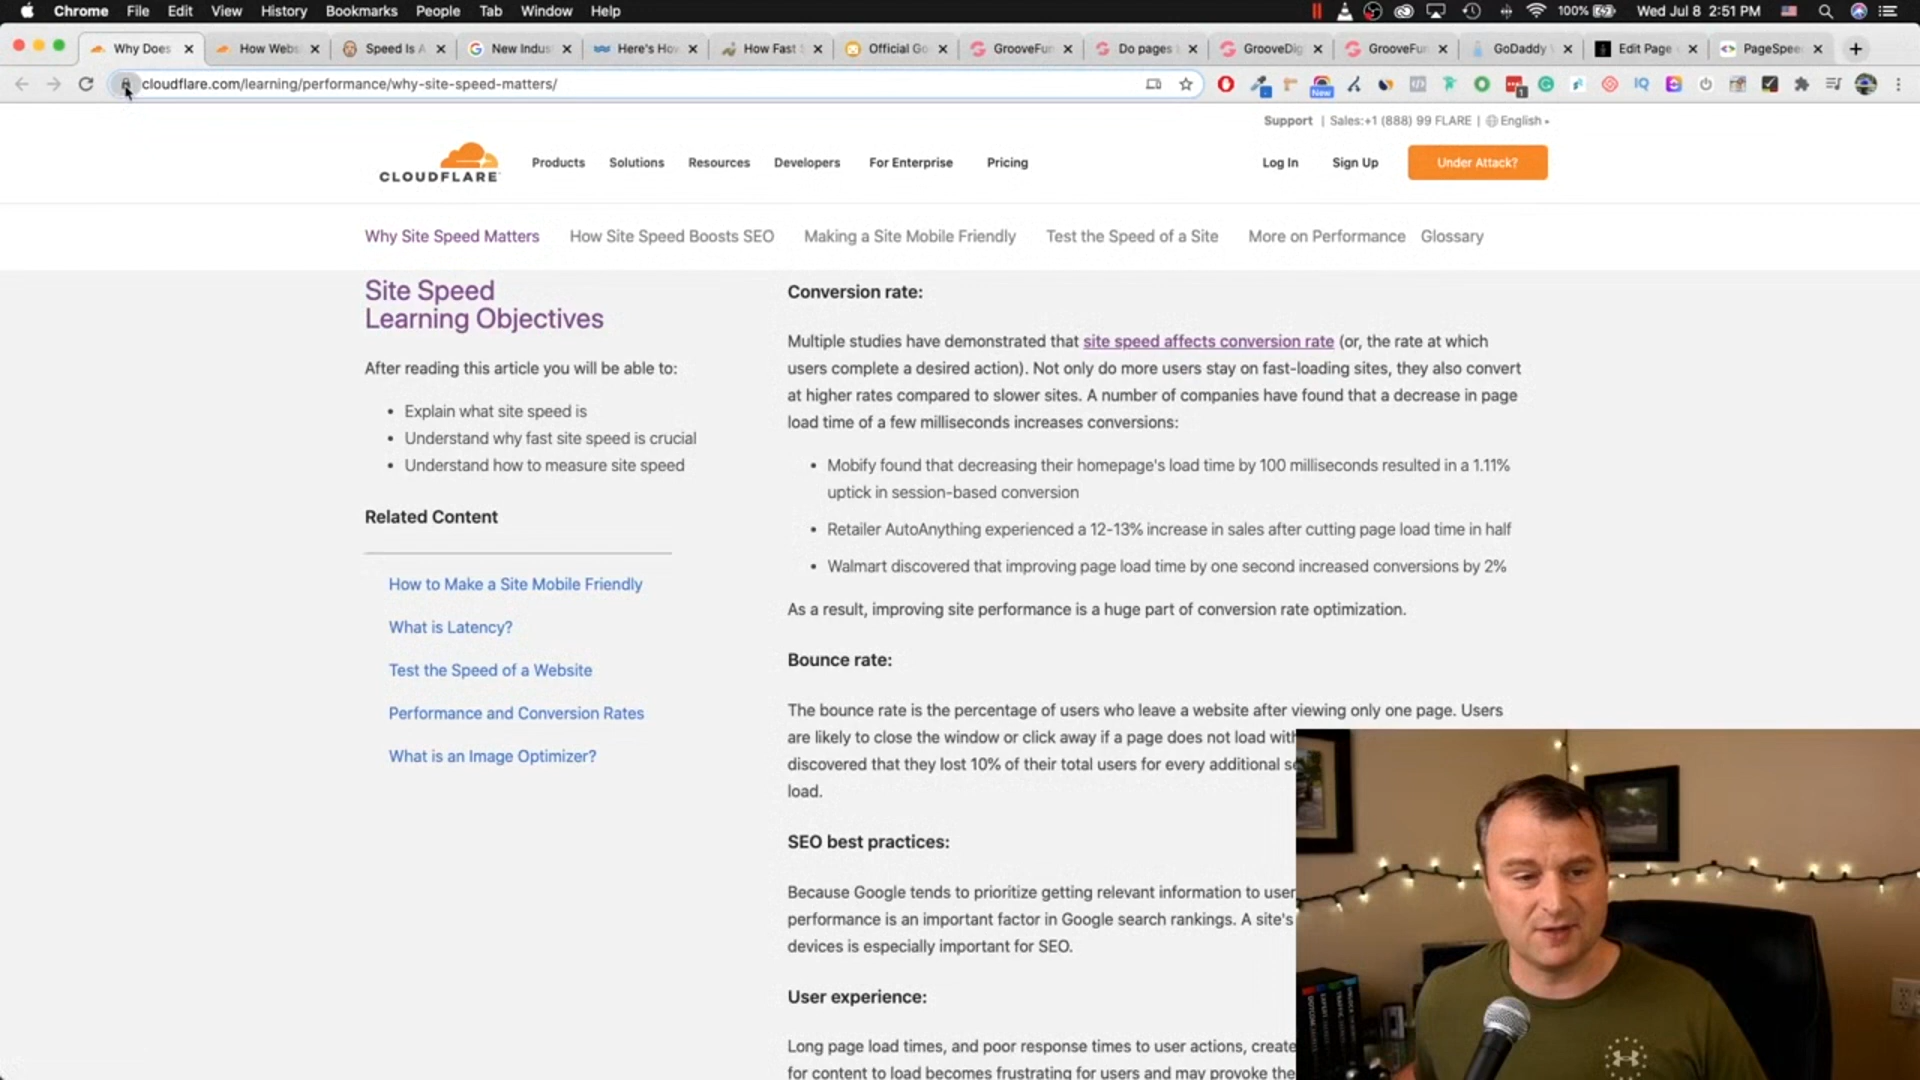 Chrome File Edit View History Bookmarks People Tab Window Help 100% Wed Jul 8 2:51 PM
Why Does How Webs Speed Is A New Indus Here's How How Fast Official Go GrooveFun Do pages GrooveDig GrooveFun GoDaddy Edit Page PageSpee
cloudflare.com/learning/performance/why-site-speed-matters/
New
Support | Sales:+1 (888) 99 FLARE | English
CLOUDFLARE Products Solutions Resources Developers For Enterprise Pricing Log In Sign Up Under Attack?
Why Site Speed Matters How Site Speed Boosts SEO Making a Site Mobile Friendly Test the Speed of a Site More on Performance Glossary
Site Speed
Learning Objectives
After reading this article you will be able to:
• Explain what site speed is
• Understand why fast site speed is crucial
• Understand how to measure site speed
Related Content
How to Make a Site Mobile Friendly
What is Latency?
Test the Speed of a Website
Performance and Conversion Rates
What is an Image Optimizer?
Conversion rate:
Multiple studies have demonstrated that site speed affects conversion rate (or, the rate at which
users complete a desired action). Not only do more users stay on fast-loading sites, they also convert
at higher rates compared to slower sites. A number of companies have found that a decrease in page
load time of a few milliseconds increases conversions:
• Mobify found that decreasing their homepage's load time by 100 milliseconds resulted in a 1.11%
uptick in session-based conversion
• Retailer AutoAnything experienced a 12-13% increase in sales after cutting page load time in half
• Walmart discovered that improving page load time by one second increased conversions by 2%
As a result, improving site performance is a huge part of conversion rate optimization.
Bounce rate:
The bounce rate is the percentage of users who leave a website after viewing only one page. Users
are likely to close the window or click away if a page does not load with
discovered that they lost 10% of their total users for every additional se
load.
SEO best practices:
Because Google tends to prioritize getting relevant information to user
performance is an important factor in Google search rankings. A site's
devices is especially important for SEO.
User experience:
Long page load times, and poor response times to user actions, create
for content to load becomes frustrating for users and may provoke the